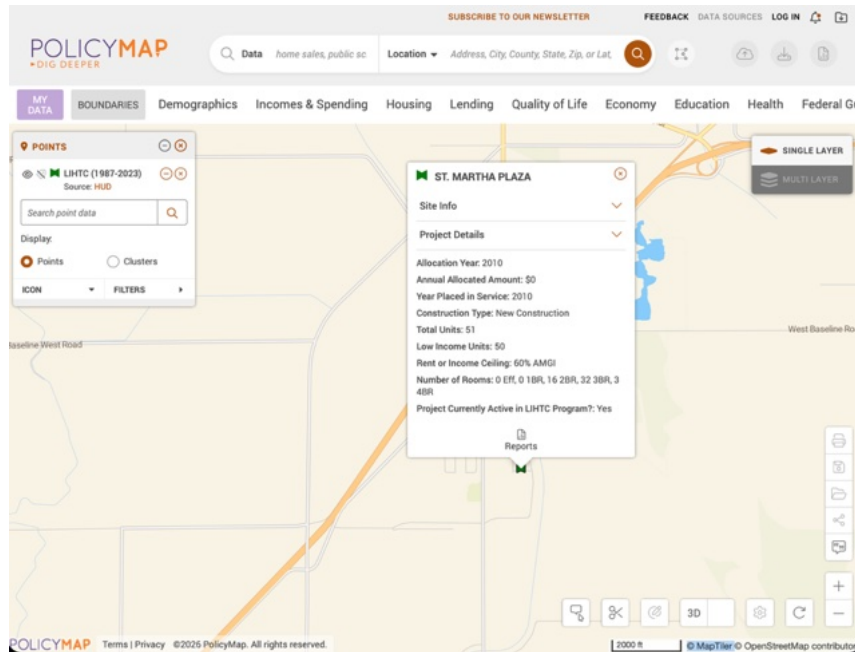 SUBSCRIBE TO OUR NEWSLETTER FEEDBACK DATA SOURCES LOG IN
POLICYMAP
DIG DEEPER
Data home sales, public sc Location Address, City, County, State, Zip, or Lat,
MY DATA BOUNDARIES Demographics Incomes & Spending Housing Lending Quality of Life Economy Education Health Federal G
POINTS
LIHTC (1987-2023)
Source: HUD
Search point data
Display:
Points Clusters
ICON FILTERS
ST. MARTHA PLAZA
Site Info
Project Details
Allocation Year: 2010
Annual Allocated Amount: $0
Year Placed in Service: 2010
Construction Type: New Construction
Total Units: 51
Low Income Units: 50
Rent or Income Ceiling: 60% AMGI
Number of Rooms: 0 Eff, 0 1BR, 16 2BR, 32 3BR, 3
4BR
Project Currently Active in LIHTC Program?: Yes
Reports
SINGLE LAYER
MULTI LAYER
West Baseline Ro
aseline West Road
3D
POLICYMAP Terms | Privacy ©2026 PolicyMap. All rights reserved.
2000 ft © MapTiler © OpenStreetMap contributor